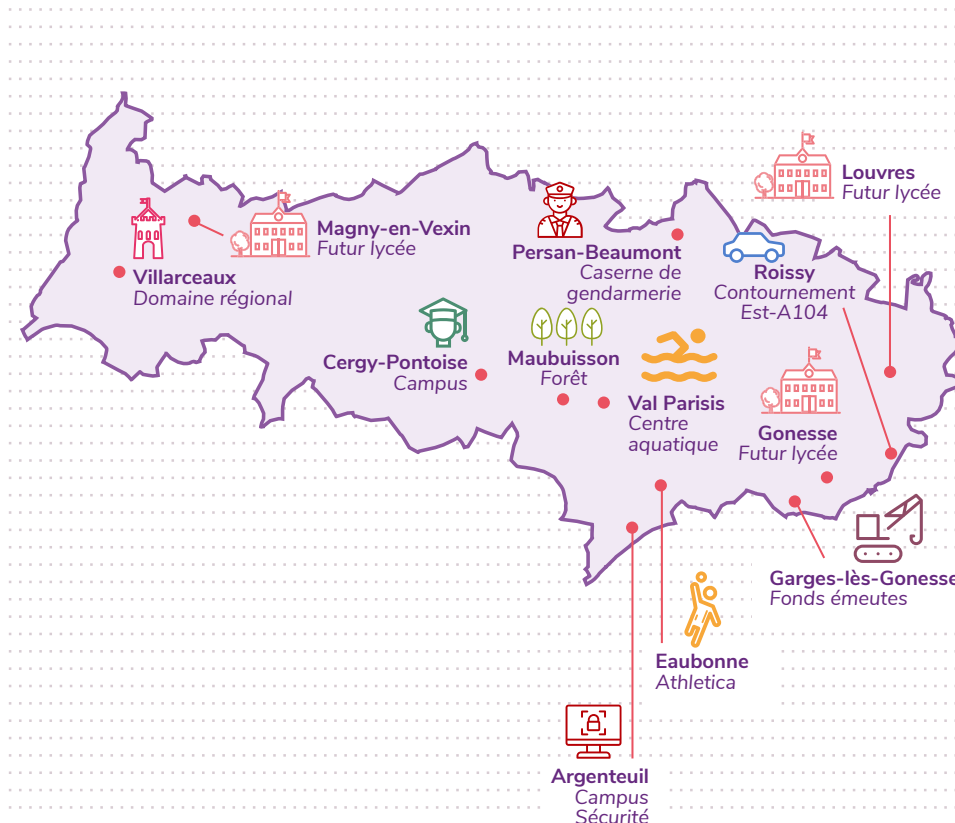 Louvres
Futur lycée
Magny-en-Vexin
Futur lycée
Persan-Beaumont
Caserne de
gendarmerie
Roissy
Contournement
Est-A104
Villarceaux
Domaine régional
Cergy-Pontoise
Campus
Maubuisson
Forêt
Val Parisis
Centre
aquatique
Gonesse
Futur lycée
Garges-lès-Gonesse
Fonds émeutes
Eaubonne
Athletica
Argenteuil
Campus
Sécurité